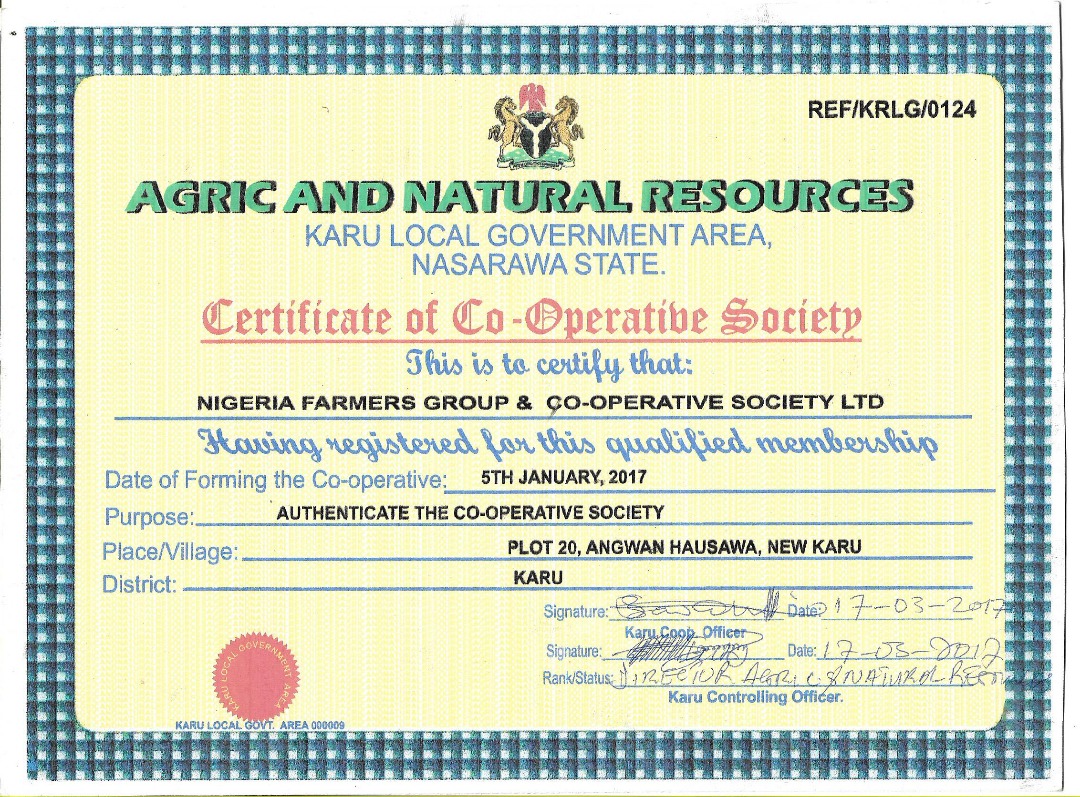 REF/KRLG/0124
AGRIC AND NATURAL RESOURCES
KARU LOCAL GOVERNMENT AREA,
NASARAWA STATE.
Certificate of Co-Operative Society
This is to certify that:
NIGERIA FARMERS GROUP & CO-OPERATIVE SOCIETY LTD
Having registered for this qualified membership
Date of Forming the Co-operative: 5TH JANUARY, 2017
Purpose: AUTHENTICATE THE CO-OPERATIVE SOCIETY
Place/Village: PLOT 20, ANGWAN HAUSAWA, NEW KARU
District: KARU
Signature: Date: 17-03-2017
Karu Coop. Officer
Signature: Date: 17-03-2017
Rank/Status: DIRECTOR AGRIC & NATURAL
Karu Controlling Officer.
KARU LOCAL GOVERNMENT AREA
KARU LOCAL GOVT. AREA 000009